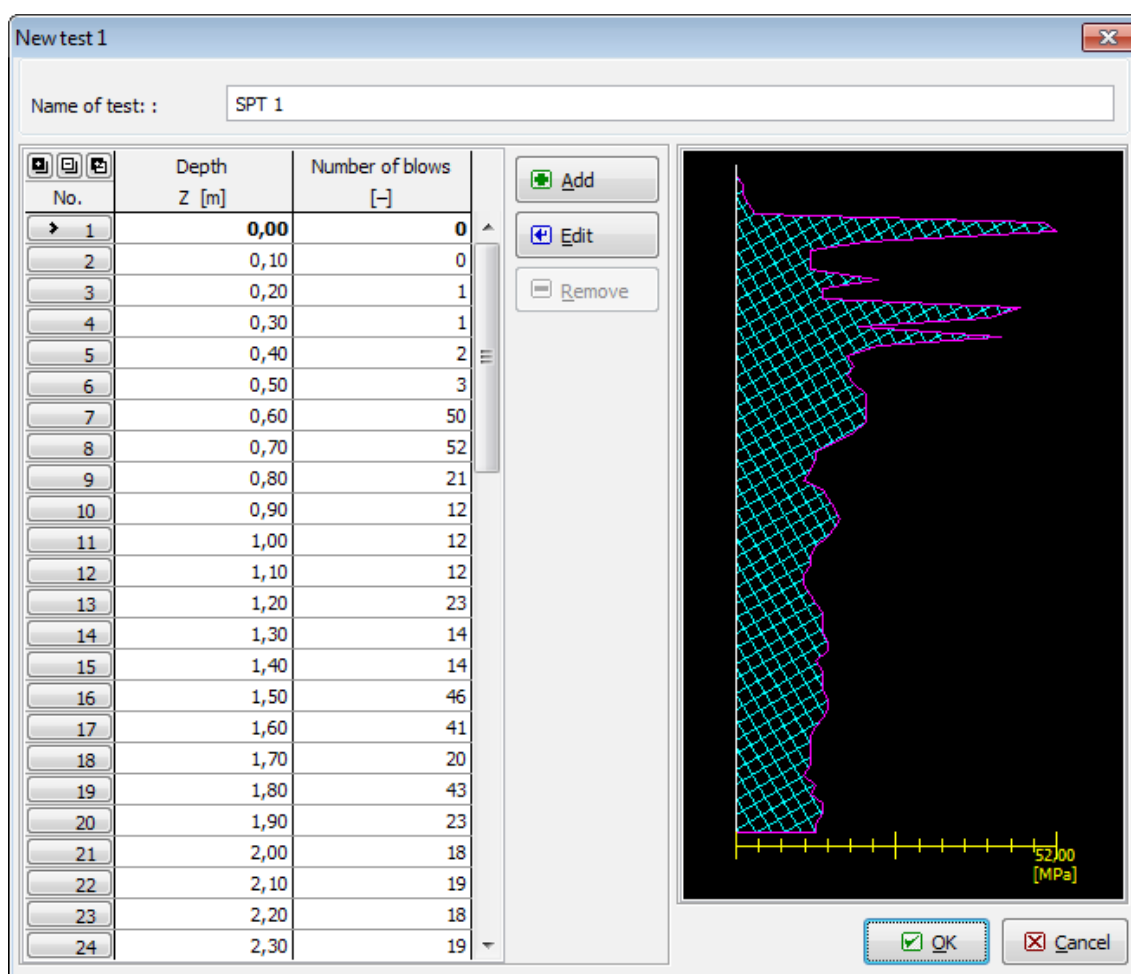 New test 1
Name of test: : SPT 1
No. Depth Z [m] Number of blows [–]
1 0,00 0
2 0,10 0
3 0,20 1
4 0,30 1
5 0,40 2
6 0,50 3
7 0,60 50
8 0,70 52
9 0,80 21
10 0,90 12
11 1,00 12
12 1,10 12
13 1,20 23
14 1,30 14
15 1,40 14
16 1,50 46
17 1,60 41
18 1,70 20
19 1,80 43
20 1,90 23
21 2,00 18
22 2,10 19
23 2,20 18
24 2,30 19
Add
Edit
Remove
52,00
[MPa]
OK
Cancel